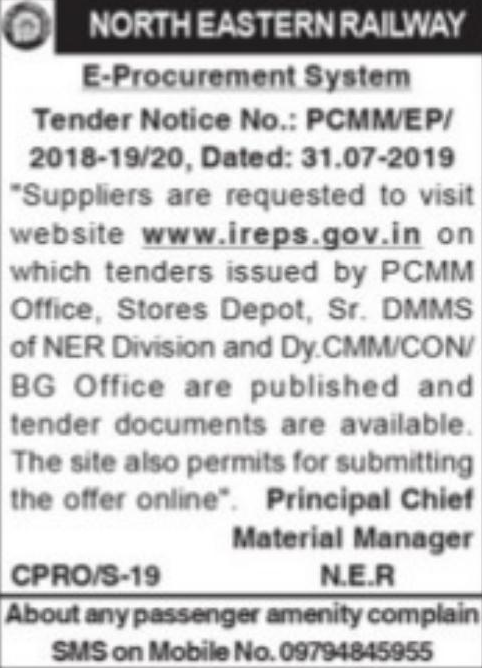 NORTH EASTERN RAILWAY
E-Procurement System
Tender Notice No.: PCMM/EP/
2018-19/20, Dated: 31.07-2019
"Suppliers are requested to visit
website www.ireps.gov.in on
which tenders issued by PCMM
Office, Stores Depot, Sr. DMMS
of NER Division and Dy.CMM/CON/
BG Office are published and
tender documents are available.
The site also permits for submitting
the offer online". Principal Chief
Material Manager
CPRO/S-19 N.E.R
About any passenger amenity complain
SMS on Mobile No. 09794845955